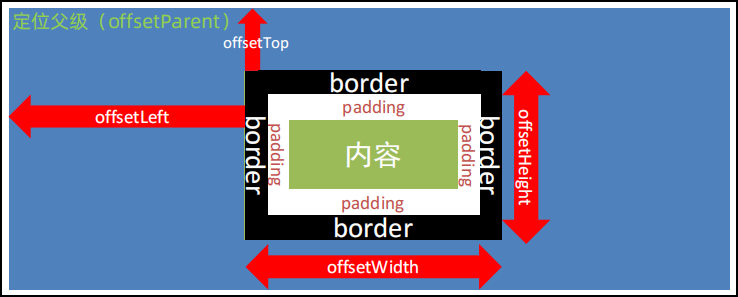 定位父级（offsetParent）
offsetTop
border
padding
offsetLeft
border
padding
内容
padding
border
offsetHeight
padding
border
offsetWidth